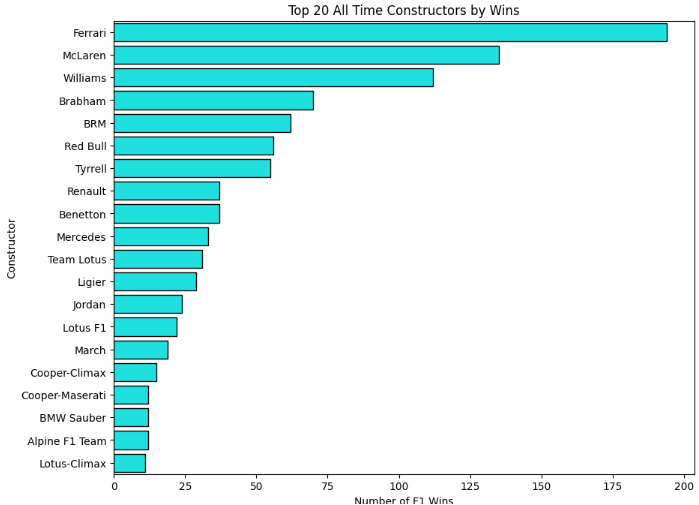 Top 20 All Time Constructors by Wins
Ferrari
McLaren
Williams
Brabham
BRM
Red Bull
Tyrrell
Renault
Benetton
Mercedes
Team Lotus
Ligier
Jordan
Lotus F1
March
Cooper-Climax
Cooper-Maserati
BMW Sauber
Alpine F1 Team
Lotus-Climax
Constructor
0 25 50 75 100 125 150 175 200
Number of F1 Wins